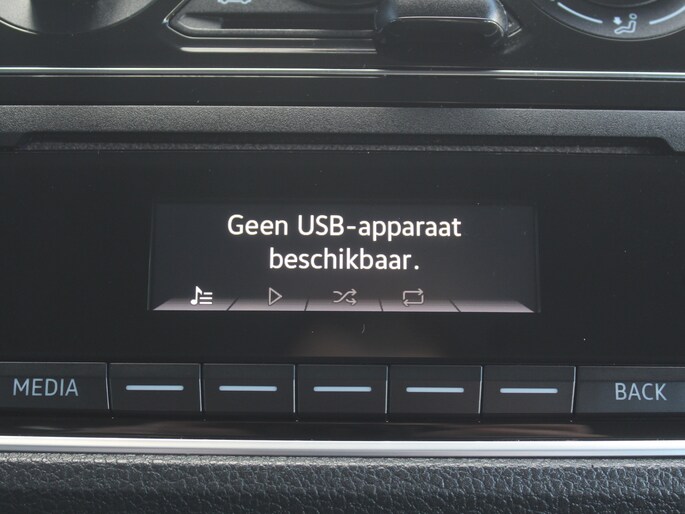 Geen USB-apparaat
beschikbaar.
MEDIA
BACK